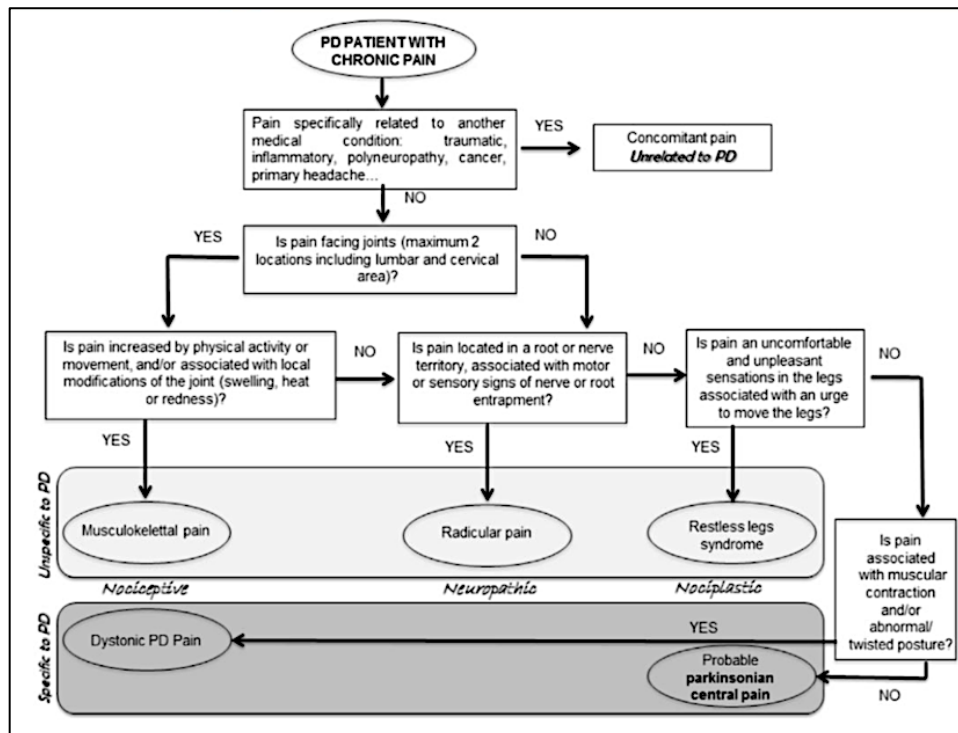 PD PATIENT WITH
CHRONIC PAIN
Pain specifically related to another
medical condition: traumatic,
inflammatory, polyneuropathy, cancer,
primary headache...
YES
Concomitant pain
Unrelated to PD
NO
YES
Is pain facing joints (maximum 2
locations including lumbar and cervical
area)?
NO
Is pain increased by physical activity or
movement, and/or associated with local
modifications of the joint (swelling, heat
or redness)?
NO
Is pain located in a root or nerve
territory, associated with motor
or sensory signs of nerve or root
entrapment?
NO
Is pain an uncomfortable
and unpleasant
sensations in the legs
associated with an urge
to move the legs?
NO
YES
YES
YES
Unspecific to PD
Musculokelettal pain
Radicular pain
Restless legs
syndrome
Nociceptive
Neuropathic
Nociplastic
Is pain
associated
with muscular
contraction
and/or
abnormal/
twisted posture?
Specific to PD
Dystonic PD Pain
YES
Probable
parkinsonian
central pain
NO